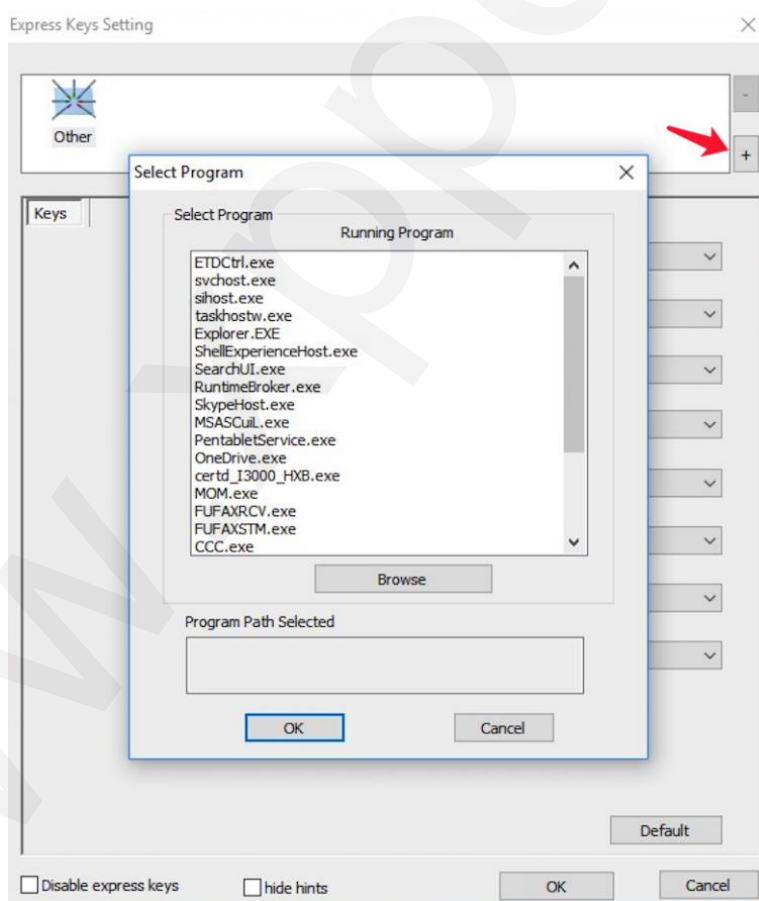 Express Keys Setting
Other
-
+
Select Program
Keys
Select Program
Running Program
ETDCtrl.exe
svchost.exe
sihost.exe
taskhostw.exe
Explorer.EXE
ShellExperienceHost.exe
SearchUI.exe
RuntimeBroker.exe
SkypeHost.exe
MSASCuiL.exe
PentabletService.exe
OneDrive.exe
certd_I3000_HXB.exe
MOM.exe
FUFAXRCV.exe
FUFAXSTM.exe
CCC.exe
Browse
Program Path Selected
OK Cancel
Default
Disable express keys hide hints OK Cancel